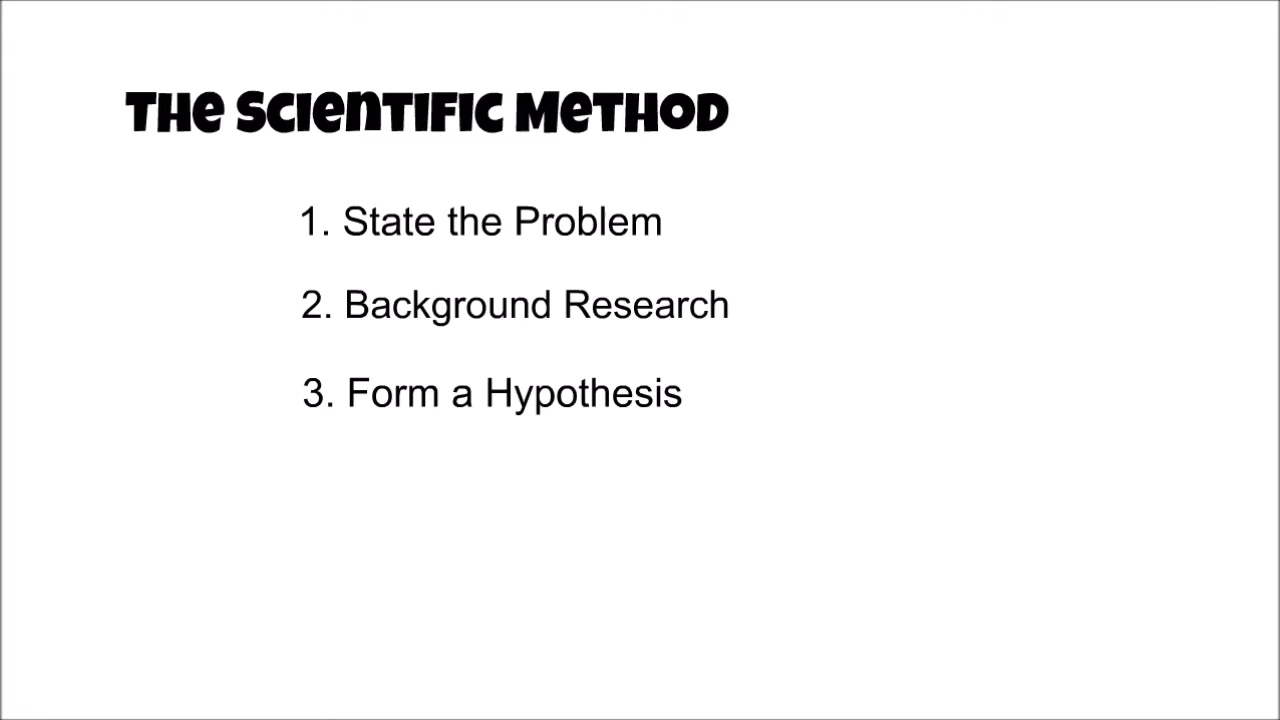 The Scientific Method
1. State the Problem
2. Background Research
3. Form a Hypothesis